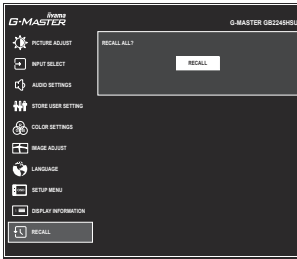 iiyama
G-MASTER
G-MASTER GB2245HSU
PICTURE ADJUST
RECALL ALL?
INPUT SELECT
RECALL
AUDIO SETTINGS
STORE USER SETTING
COLOR SETTINGS
IMAGE ADJUST
LANGUAGE
SETUP MENU
DISPLAY INFORMATION
RECALL